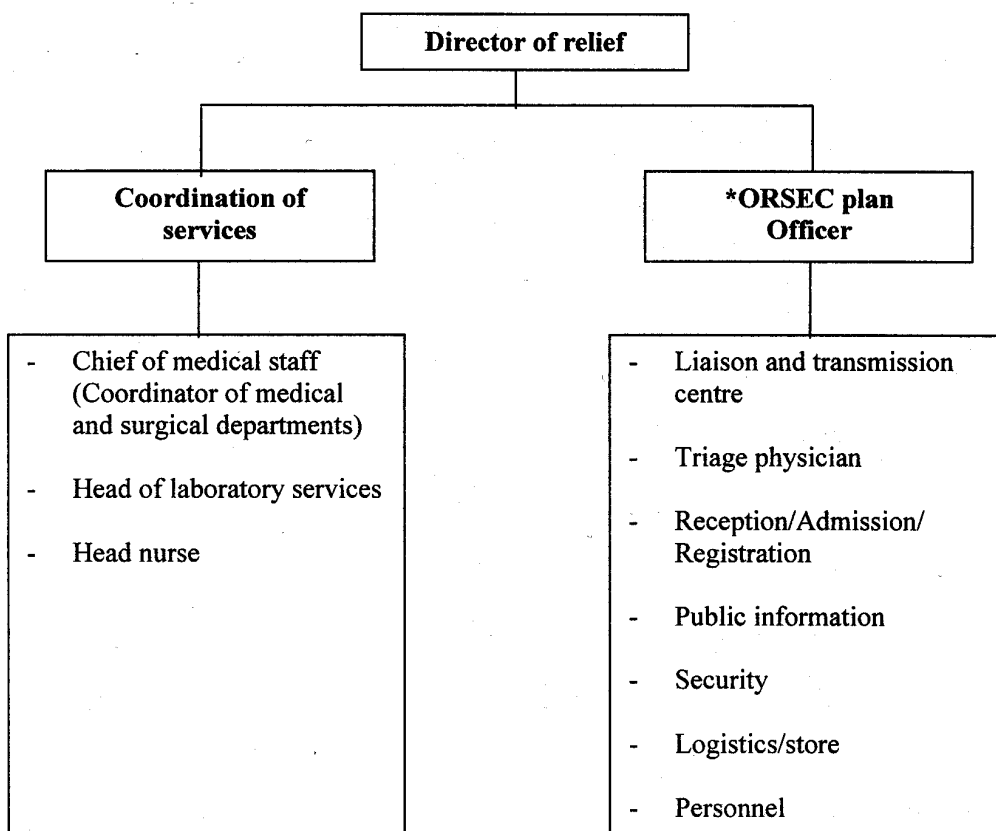 Director of relief
Coordination of
services
*ORSEC plan
Officer
- Chief of medical staff
(Coordinator of medical
and surgical departments)
- Head of laboratory services
- Head nurse
- Liaison and transmission
centre
- Triage physician
- Reception/Admission/
Registration
- Public information
- Security
- Logistics/store
- Personnel